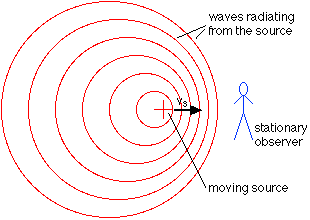 waves radiating
from the source
vs
stationary
observer
moving source